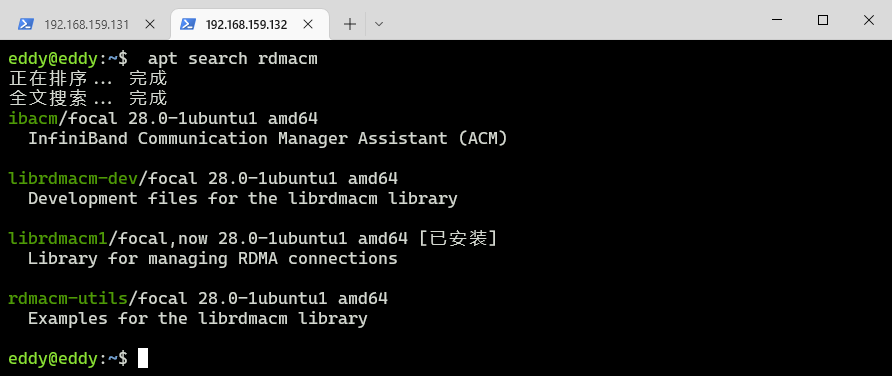 192.168.159.131
192.168.159.132
eddy@eddy:~$  apt search rdmacm
正在排序... 完成
全文搜索... 完成
ibacm/focal 28.0-1ubuntu1 amd64
  InfiniBand Communication Manager Assistant (ACM)
librdmacm-dev/focal 28.0-1ubuntu1 amd64
  Development files for the librdmacm library
librdmacm1/focal,now 28.0-1ubuntu1 amd64 [已安装]
  Library for managing RDMA connections
rdmacm-utils/focal 28.0-1ubuntu1 amd64
  Examples for the librdmacm library
eddy@eddy:~$